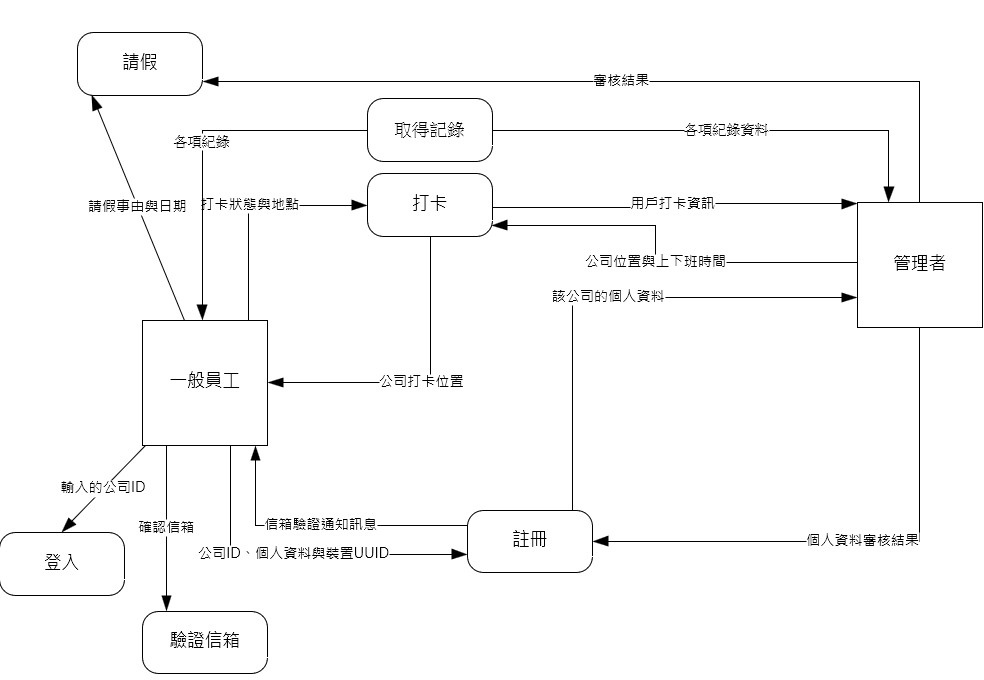 請假
審核結果
取得記錄
各項紀錄
各項紀錄資料
請假事由與日期
打卡狀態與地點
打卡
用戶打卡資訊
公司位置與上下班時間
管理者
該公司的個人資料
一般員工
公司打卡位置
輸入的公司ID
確認信箱
信箱驗證通知訊息
註冊
個人資料審核結果
公司ID、個人資料與裝置UUID
登入
驗證信箱